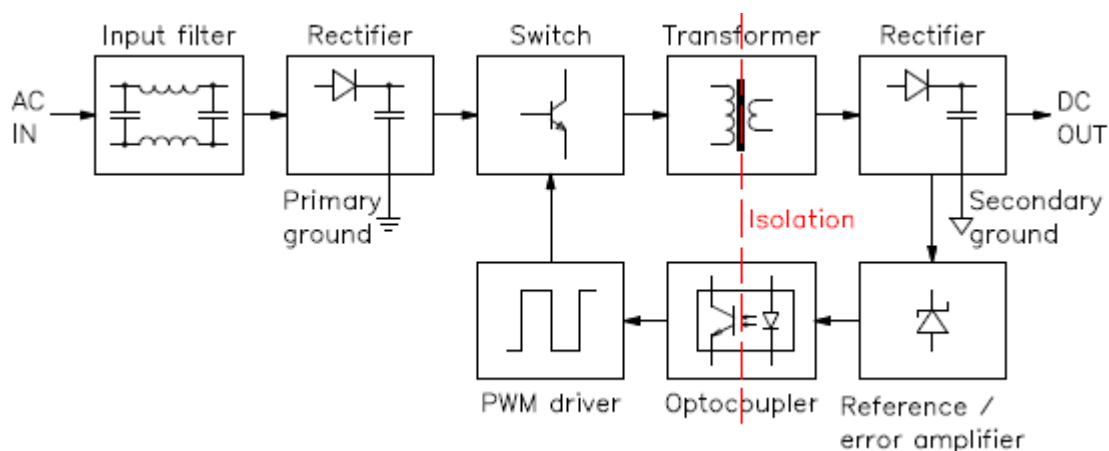 Input filter
Rectifier
Switch
Transformer
Rectifier
AC
IN
DC
OUT
Primary
ground
Isolation
Secondary
ground
PWM driver
Optocoupler
Reference /
error amplifier